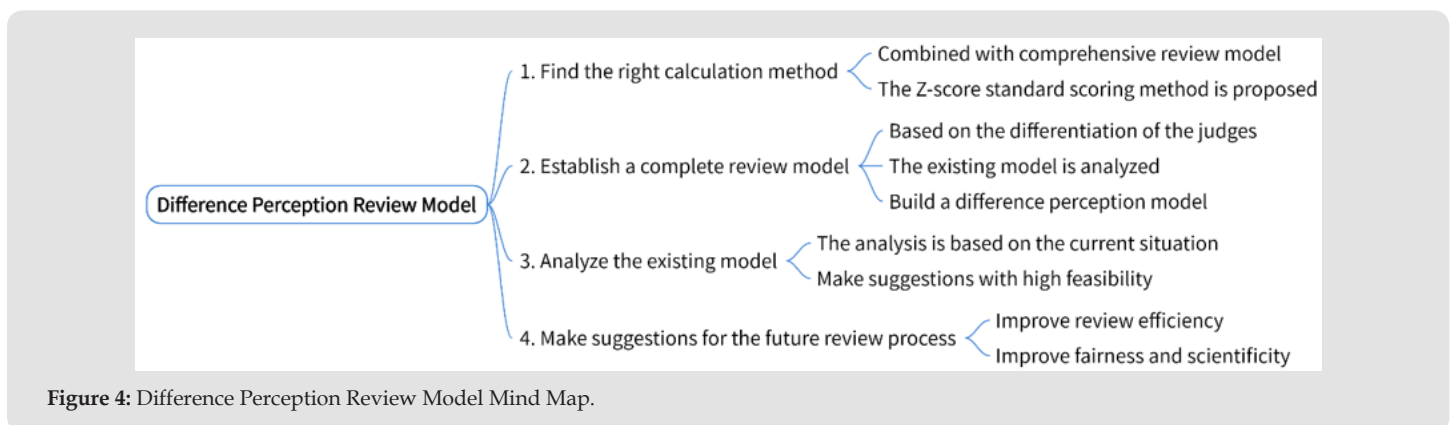 Difference Perception Review Model
1. Find the right calculation method
Combined with comprehensive review model
The Z-score standard scoring method is proposed
2. Establish a complete review model
Based on the differentiation of the judges
The existing model is analyzed
Build a difference perception model
3. Analyze the existing model
The analysis is based on the current situation
Make suggestions with high feasibility
4. Make suggestions for the future review process
Improve review efficiency
Improve fairness and scientificity
Figure 4: Difference Perception Review Model Mind Map.